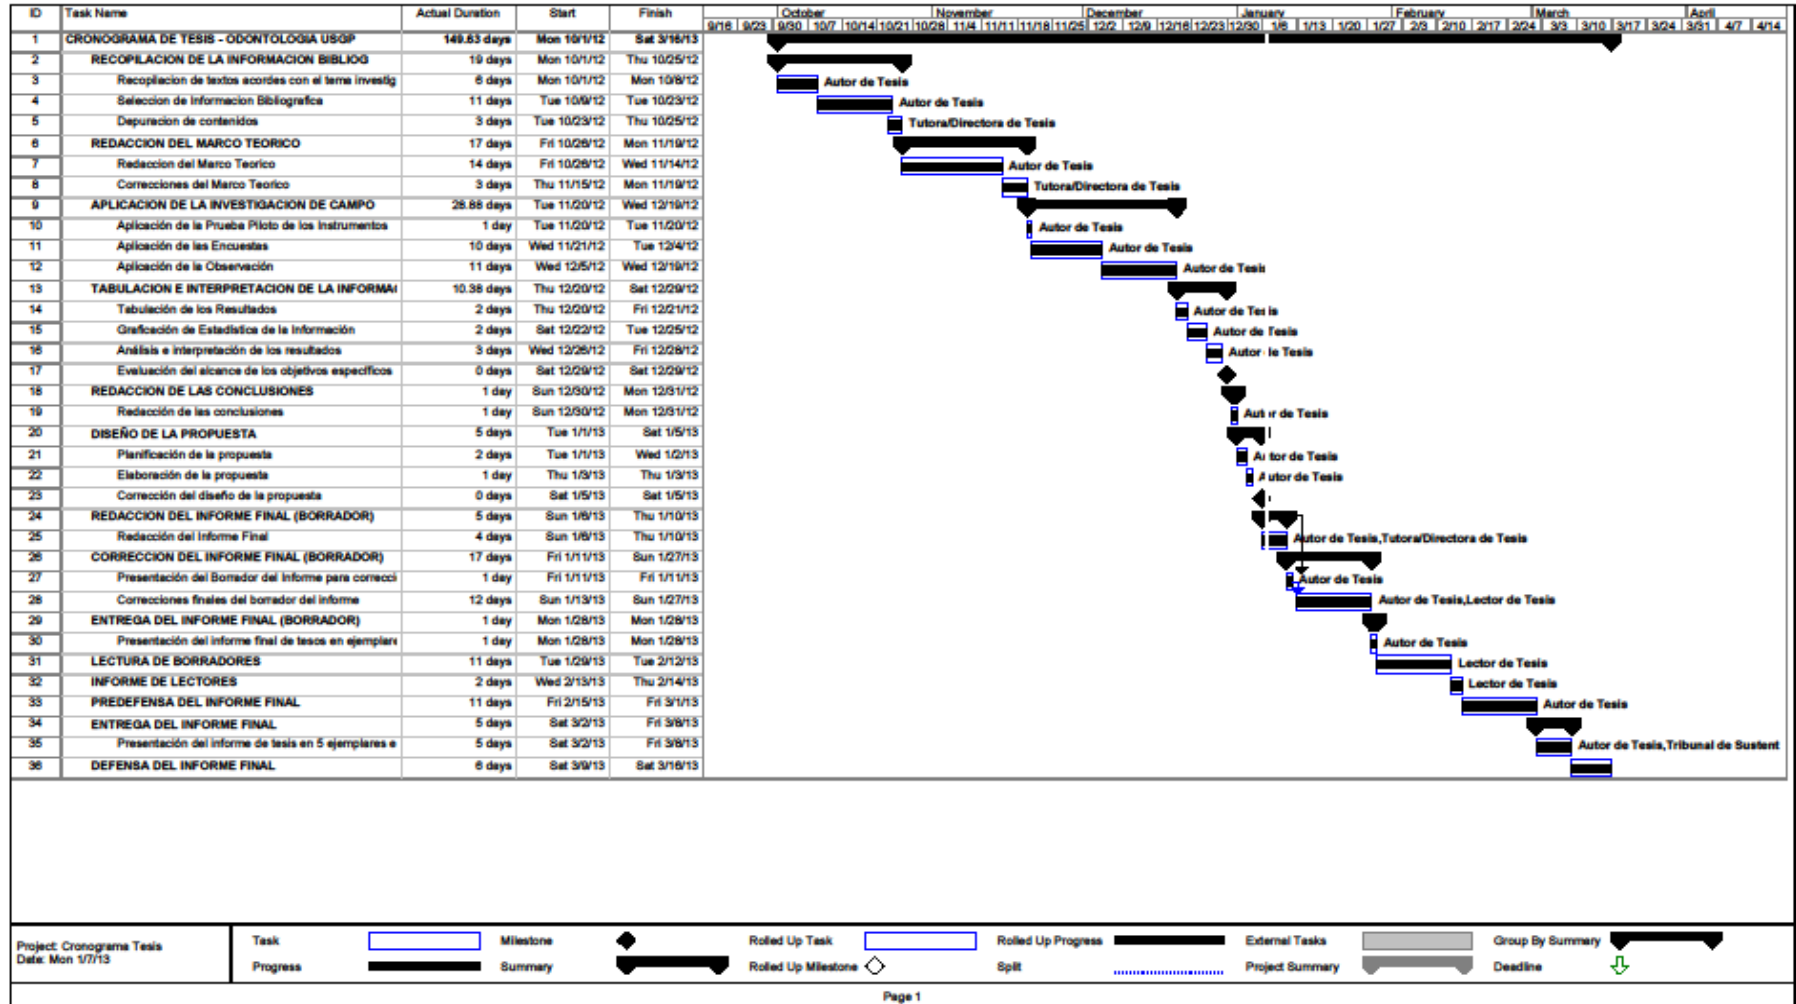 ID Task Name Actual Duration Start Finish October November December January February March April
9/16 9/23 9/30 10/7 10/14 10/21 10/28 11/4 11/11 11/18 11/25 12/2 12/9 12/16 12/23 12/30 1/6 1/13 1/20 1/27 2/3 2/10 2/17 2/24 3/3 3/10 3/17 3/24 3/31 4/7 4/14
1 CRONOGRAMA DE TESIS - ODONTOLOGIA USGP 149.63 days Mon 10/1/12 Sat 3/16/13
2 RECOPILACION DE LA INFORMACION BIBLIOG 19 days Mon 10/1/12 Thu 10/25/12
3 Recopilacion de textos acordes con el tema investig 6 days Mon 10/1/12 Mon 10/8/12 Autor de Tesis
4 Seleccion de Informacion Bibliografica 11 days Tue 10/9/12 Tue 10/23/12 Autor de Tesis
5 Depuracion de contenidos 3 days Tue 10/23/12 Thu 10/25/12 Tutora/Directora de Tesis
6 REDACCION DEL MARCO TEORICO 17 days Fri 10/26/12 Mon 11/19/12
7 Redaccion del Marco Teorico 14 days Fri 10/26/12 Wed 11/14/12 Autor de Tesis
8 Correcciones del Marco Teorico 3 days Thu 11/15/12 Mon 11/19/12 Tutora/Directora de Tesis
9 APLICACION DE LA INVESTIGACION DE CAMPO 28.88 days Tue 11/20/12 Wed 12/19/12
10 Aplicación de la Prueba Piloto de los Instrumentos 1 day Tue 11/20/12 Tue 11/20/12 Autor de Tesis
11 Aplicación de las Encuestas 10 days Wed 11/21/12 Tue 12/4/12 Autor de Tesis
12 Aplicación de la Observación 11 days Wed 12/5/12 Wed 12/19/12 Autor de Tesis
13 TABULACION E INTERPRETACION DE LA INFORMA 10.38 days Thu 12/20/12 Sat 12/29/12
14 Tabulación de los Resultados 2 days Thu 12/20/12 Fri 12/21/12 Autor de Tesis
15 Graficación de Estadistica de la Información 2 days Sat 12/22/12 Tue 12/25/12 Autor de Tesis
16 Análisis e interpretación de los resultados 3 days Wed 12/26/12 Fri 12/28/12 Autor de Tesis
17 Evaluación del alcance de los objetivos específicos 0 days Sat 12/29/12 Sat 12/29/12
18 REDACCION DE LAS CONCLUSIONES 1 day Sun 12/30/12 Mon 12/31/12
19 Redacción de las conclusiones 1 day Sun 12/30/12 Mon 12/31/12 Autor de Tesis
20 DISEÑO DE LA PROPUESTA 5 days Tue 1/1/13 Sat 1/5/13
21 Planificación de la propuesta 2 days Tue 1/1/13 Wed 1/2/13 Autor de Tesis
22 Elaboración de la propuesta 1 day Thu 1/3/13 Thu 1/3/13 Autor de Tesis
23 Corrección del diseño de la propuesta 0 days Sat 1/5/13 Sat 1/5/13
24 REDACCION DEL INFORME FINAL (BORRADOR) 5 days Sun 1/6/13 Thu 1/10/13
25 Redacción del Informe Final 4 days Sun 1/6/13 Thu 1/10/13 Autor de Tesis,Tutora/Directora de Tesis
26 CORRECCION DEL INFORME FINAL (BORRADOR) 17 days Fri 1/11/13 Sun 1/27/13
27 Presentación del Borrador del Informe para correcci 1 day Fri 1/11/13 Fri 1/11/13 Autor de Tesis
28 Correcciones finales del borrador del informe 12 days Sun 1/13/13 Sun 1/27/13 Autor de Tesis,Lector de Tesis
29 ENTREGA DEL INFORME FINAL (BORRADOR) 1 day Mon 1/28/13 Mon 1/28/13
30 Presentación del informe final de tesos en ejemplare 1 day Mon 1/28/13 Mon 1/28/13 Autor de Tesis
31 LECTURA DE BORRADORES 11 days Tue 1/29/13 Tue 2/12/13 Lector de Tesis
32 INFORME DE LECTORES 2 days Wed 2/13/13 Thu 2/14/13 Lector de Tesis
33 PREDEFENSA DEL INFORME FINAL 11 days Fri 2/15/13 Fri 3/1/13 Autor de Tesis
34 ENTREGA DEL INFORME FINAL 5 days Sat 3/2/13 Fri 3/8/13
35 Presentación del informe de tesis en 5 ejemplares e 5 days Sat 3/2/13 Fri 3/8/13 Autor de Tesis,Tribunal de Sustent
36 DEFENSA DEL INFORME FINAL 6 days Sat 3/9/13 Sat 3/16/13
Project: Cronograma Tesis
Date: Mon 1/7/13
Task Milestone Rolled Up Task Rolled Up Progress External Tasks Group By Summary
Progress Summary Rolled Up Milestone Split Project Summary Deadline
Page 1